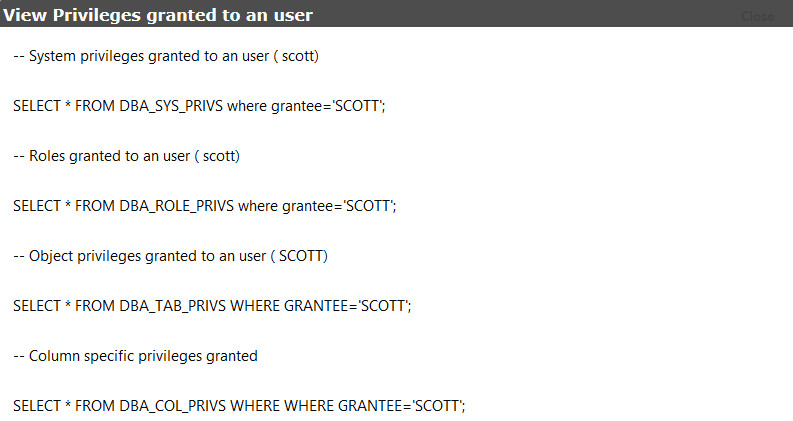 View Privileges granted to an user
Close
-- System privileges granted to an user ( scott)
SELECT * FROM DBA_SYS_PRIVS where grantee='SCOTT';
-- Roles granted to an user ( scott)
SELECT * FROM DBA_ROLE_PRIVS where grantee='SCOTT';
-- Object privileges granted to an user ( SCOTT)
SELECT * FROM DBA_TAB_PRIVS WHERE GRANTEE='SCOTT';
-- Column specific privileges granted
SELECT * FROM DBA_COL_PRIVS WHERE WHERE GRANTEE='SCOTT';